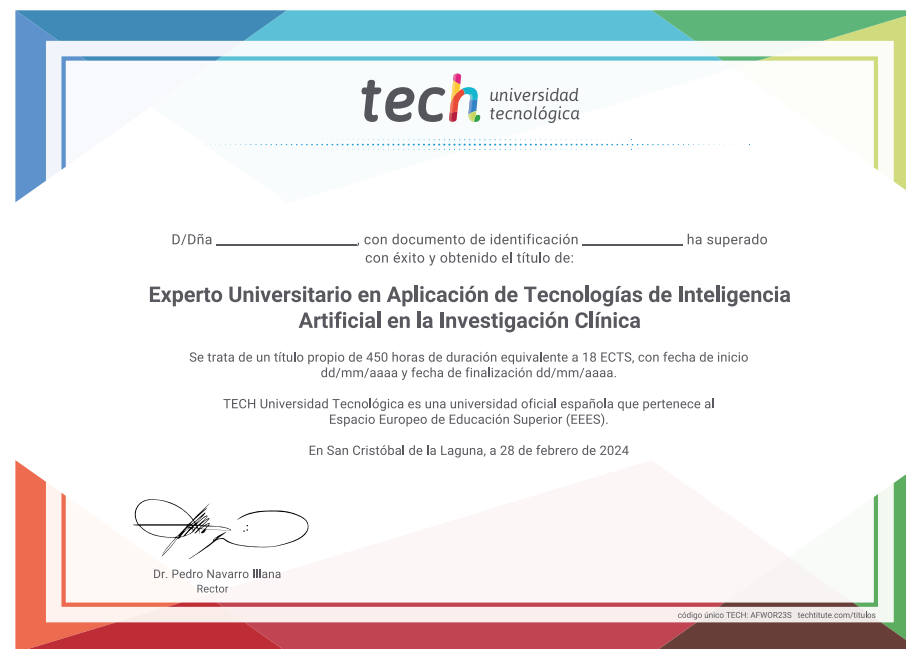 tech universidad
tecnológica
D/Dña , con documento de identificación ha superado
con éxito y obtenido el título de:
Experto Universitario en Aplicación de Tecnologías de Inteligencia
Artificial en la Investigación Clínica
Se trata de un título propio de 450 horas de duración equivalente a 18 ECTS, con fecha de inicio
dd/mm/aaaa y fecha de finalización dd/mm/aaaa.
TECH Universidad Tecnológica es una universidad oficial española que pertenece al
Espacio Europeo de Educación Superior (EEES).
En San Cristóbal de la Laguna, a 28 de febrero de 2024
Dr. Pedro Navarro Illana
Rector
código único TECH: AFWOR23S techtitute.com/titulos